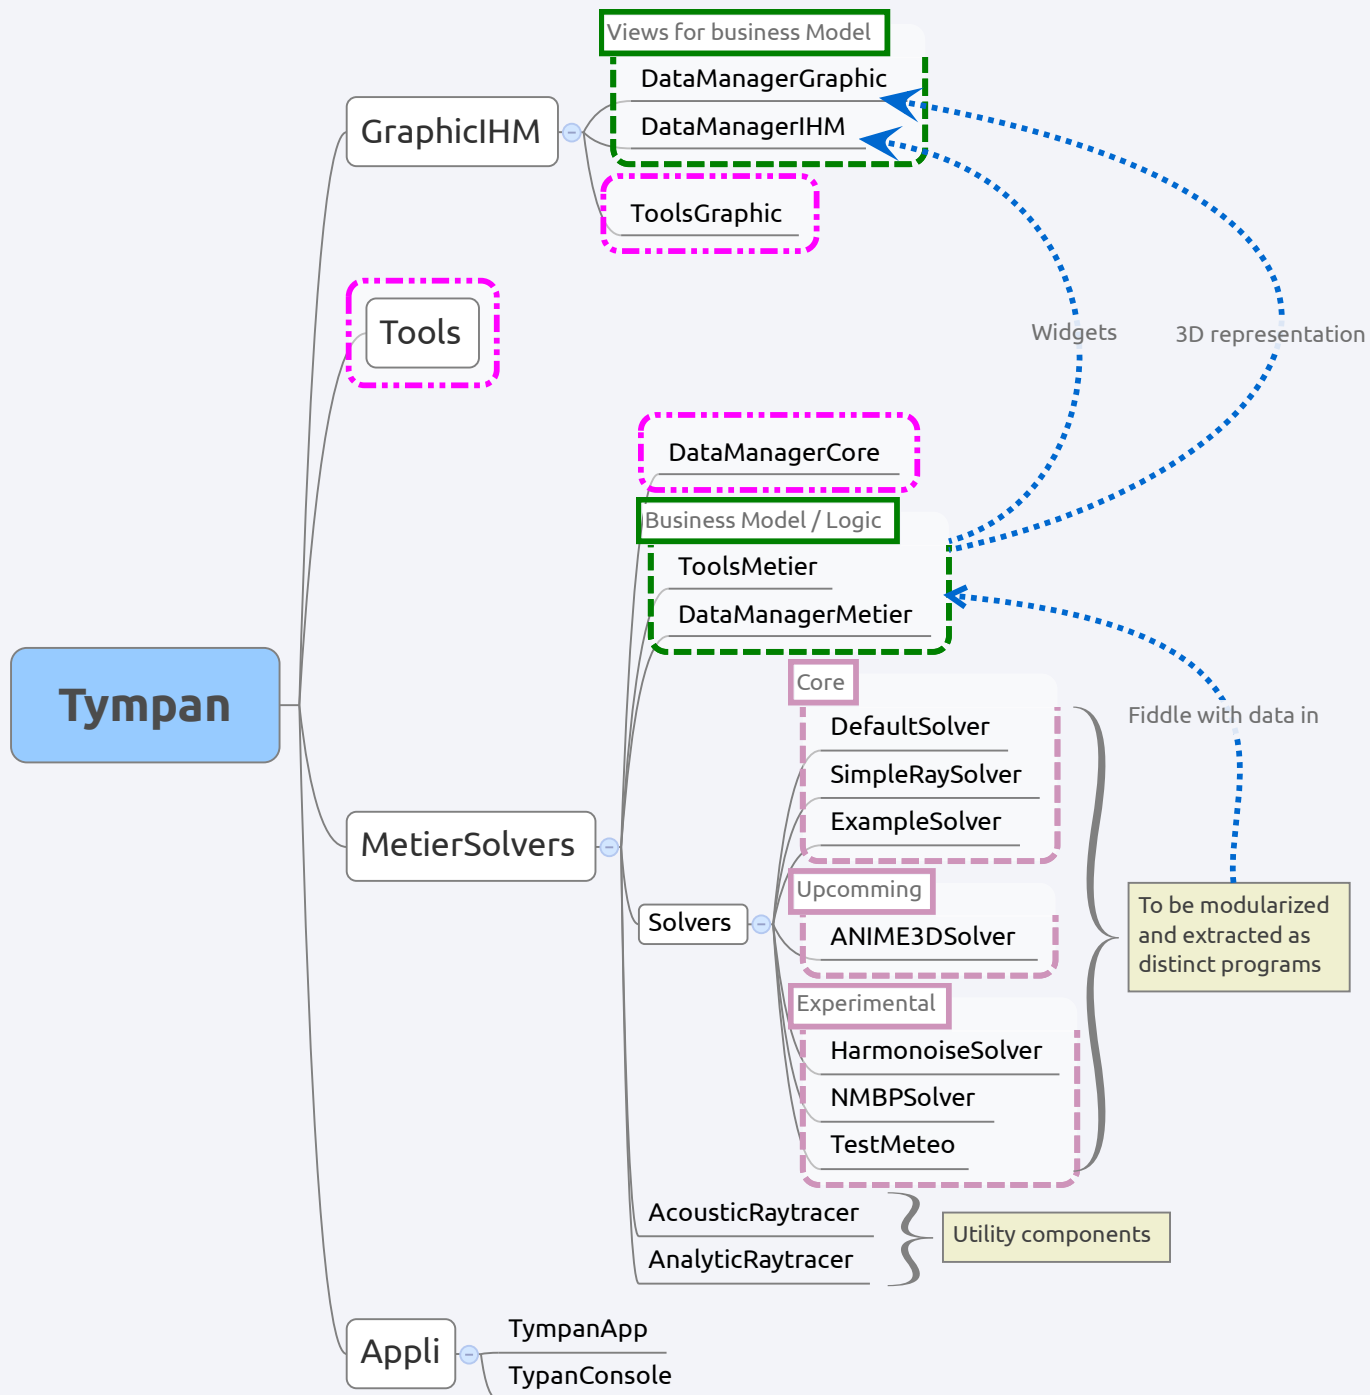 Views for business Model
DataManagerGraphic
GraphicIHM
DataManagerIHM
ToolsGraphic
Tools
Widgets
3D representation
DataManagerCore
Business Model / Logic
ToolsMetier
DataManagerMetier
Tympan
Core
DefaultSolver
Fiddle with data in
SimpleRaySolver
ExampleSolver
MetierSolvers
Upcomming
Solvers
ANIME3DSolver
To be modularized
and extracted as
distinct programs
Experimental
HarmonoiseSolver
NMBPSolver
TestMeteo
AcousticRaytracer
Utility components
AnalyticRaytracer
Appli
TympanApp
TypanConsole